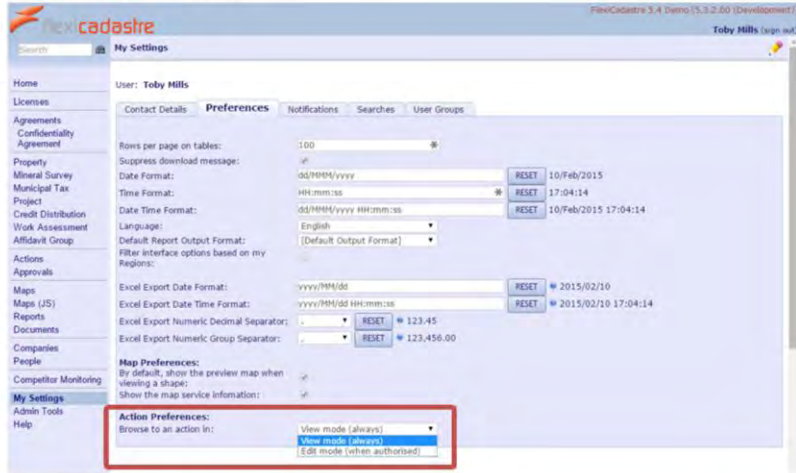 FlexiCadastre 5.4 Demo (5.3.2.00 (Development)
flexicadastre
Toby Mills (sign out)
Search
My Settings
Home
Licenses
Agreements
Confidentiality
Agreement
Property
Mineral Survey
Municipal Tax
Project
Credit Distribution
Work Assessment
Affidavit Group
Actions
Approvals
Maps
Maps (JS)
Reports
Documents
Companies
People
Competitor Monitoring
My Settings
Admin Tools
Help
User: Toby Mills
Contact Details Preferences Notifications Searches User Groups
Rows per page on tables: 100
Suppress download message:
Date Format: dd/MMM/yyyy RESET 10/Feb/2015
Time Format: HH:mm:ss RESET 17:04:14
Date Time Format: dd/MMM/yyyy HH:mm:ss RESET 10/Feb/2015 17:04:14
Language: English
Default Report Output Format: [Default Output Format]
Filter interface options based on my
Regions:
Excel Export Date Format: yyyy/MM/dd RESET 2015/02/10
Excel Export Date Time Format: yyyy/MM/dd HH:mm:ss RESET 2015/02/10 17:04:14
Excel Export Numeric Decimal Separator: . RESET 123.45
Excel Export Numeric Group Separator: , RESET 123,456.00
Map Preferences:
By default, show the preview map when
viewing a shape:
Show the map service infomation:
Action Preferences:
Browse to an action in: View mode (always)
View mode (always)
Edit mode (when authorised)